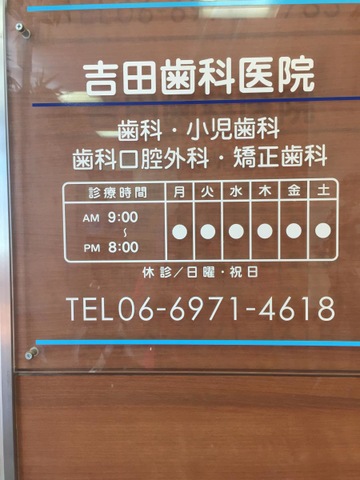 吉田歯科医院
歯科・小児歯科
歯科口腔外科・矯正歯科
診療時間 月 火 水 木 金 土
AM 9:00
～ ● ● ● ● ● ●
PM 8:00
休診/日曜・祝日
TEL06-6971-4618